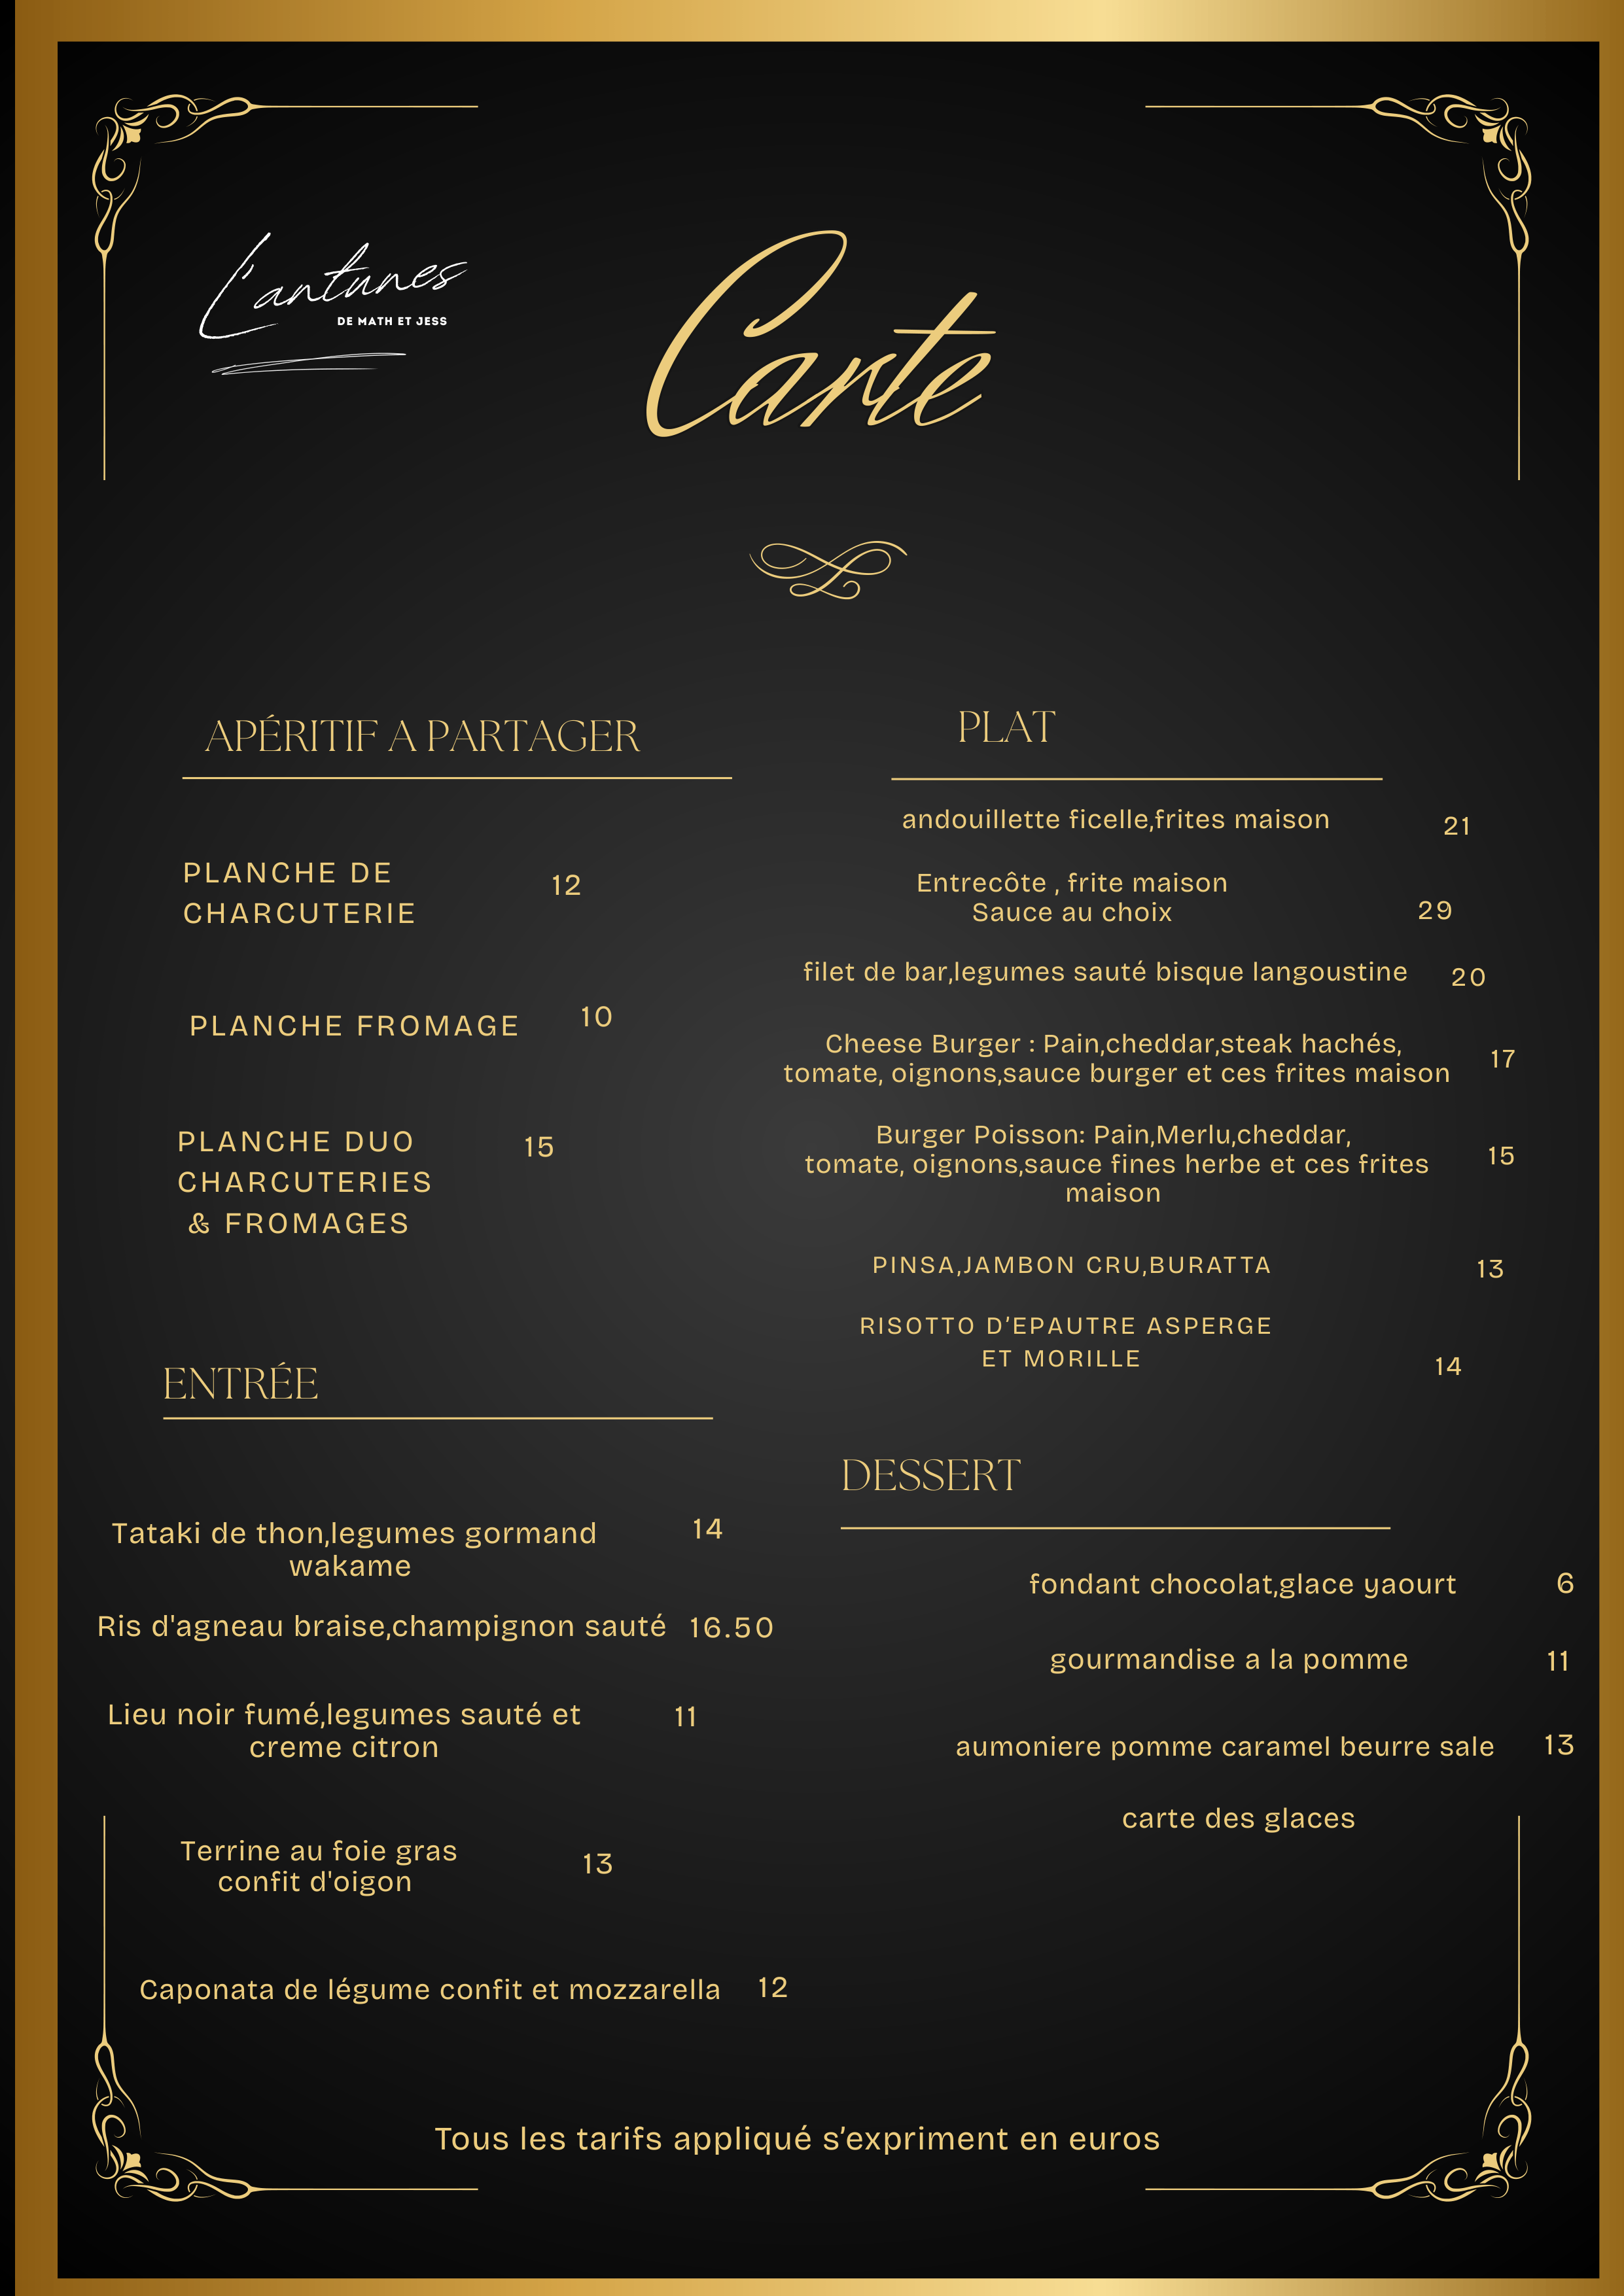 L'antunes
DE MATH ET JESS
Carte
APÉRITIF A PARTAGER
PLANCHE DE
CHARCUTERIE
12
PLANCHE FROMAGE
10
PLANCHE DUO
CHARCUTERIES
& FROMAGES
15
ENTRÉE
Tataki de thon,legumes gormand
wakame
14
Ris d'agneau braise,champignon sauté
16.50
Lieu noir fumé,legumes sauté et
creme citron
11
Terrine au foie gras
confit d'oigon
13
Caponata de légume confit et mozzarella
12
PLAT
andouillette ficelle,frites maison
21
Entrecôte , frite maison
Sauce au choix
29
filet de bar,legumes sauté bisque langoustine
20
Cheese Burger : Pain,cheddar,steak hachés,
tomate, oignons,sauce burger et ces frites maison
17
Burger Poisson: Pain,Merlu,cheddar,
tomate, oignons,sauce fines herbe et ces frites
maison
15
PINSA,JAMBON CRU,BURATTA
13
RISOTTO D’EPAUTRE ASPERGE
ET MORILLE
14
DESSERT
fondant chocolat,glace yaourt
6
gourmandise a la pomme
11
aumoniere pomme caramel beurre sale
13
carte des glaces
Tous les tarifs appliqué s’expriment en euros